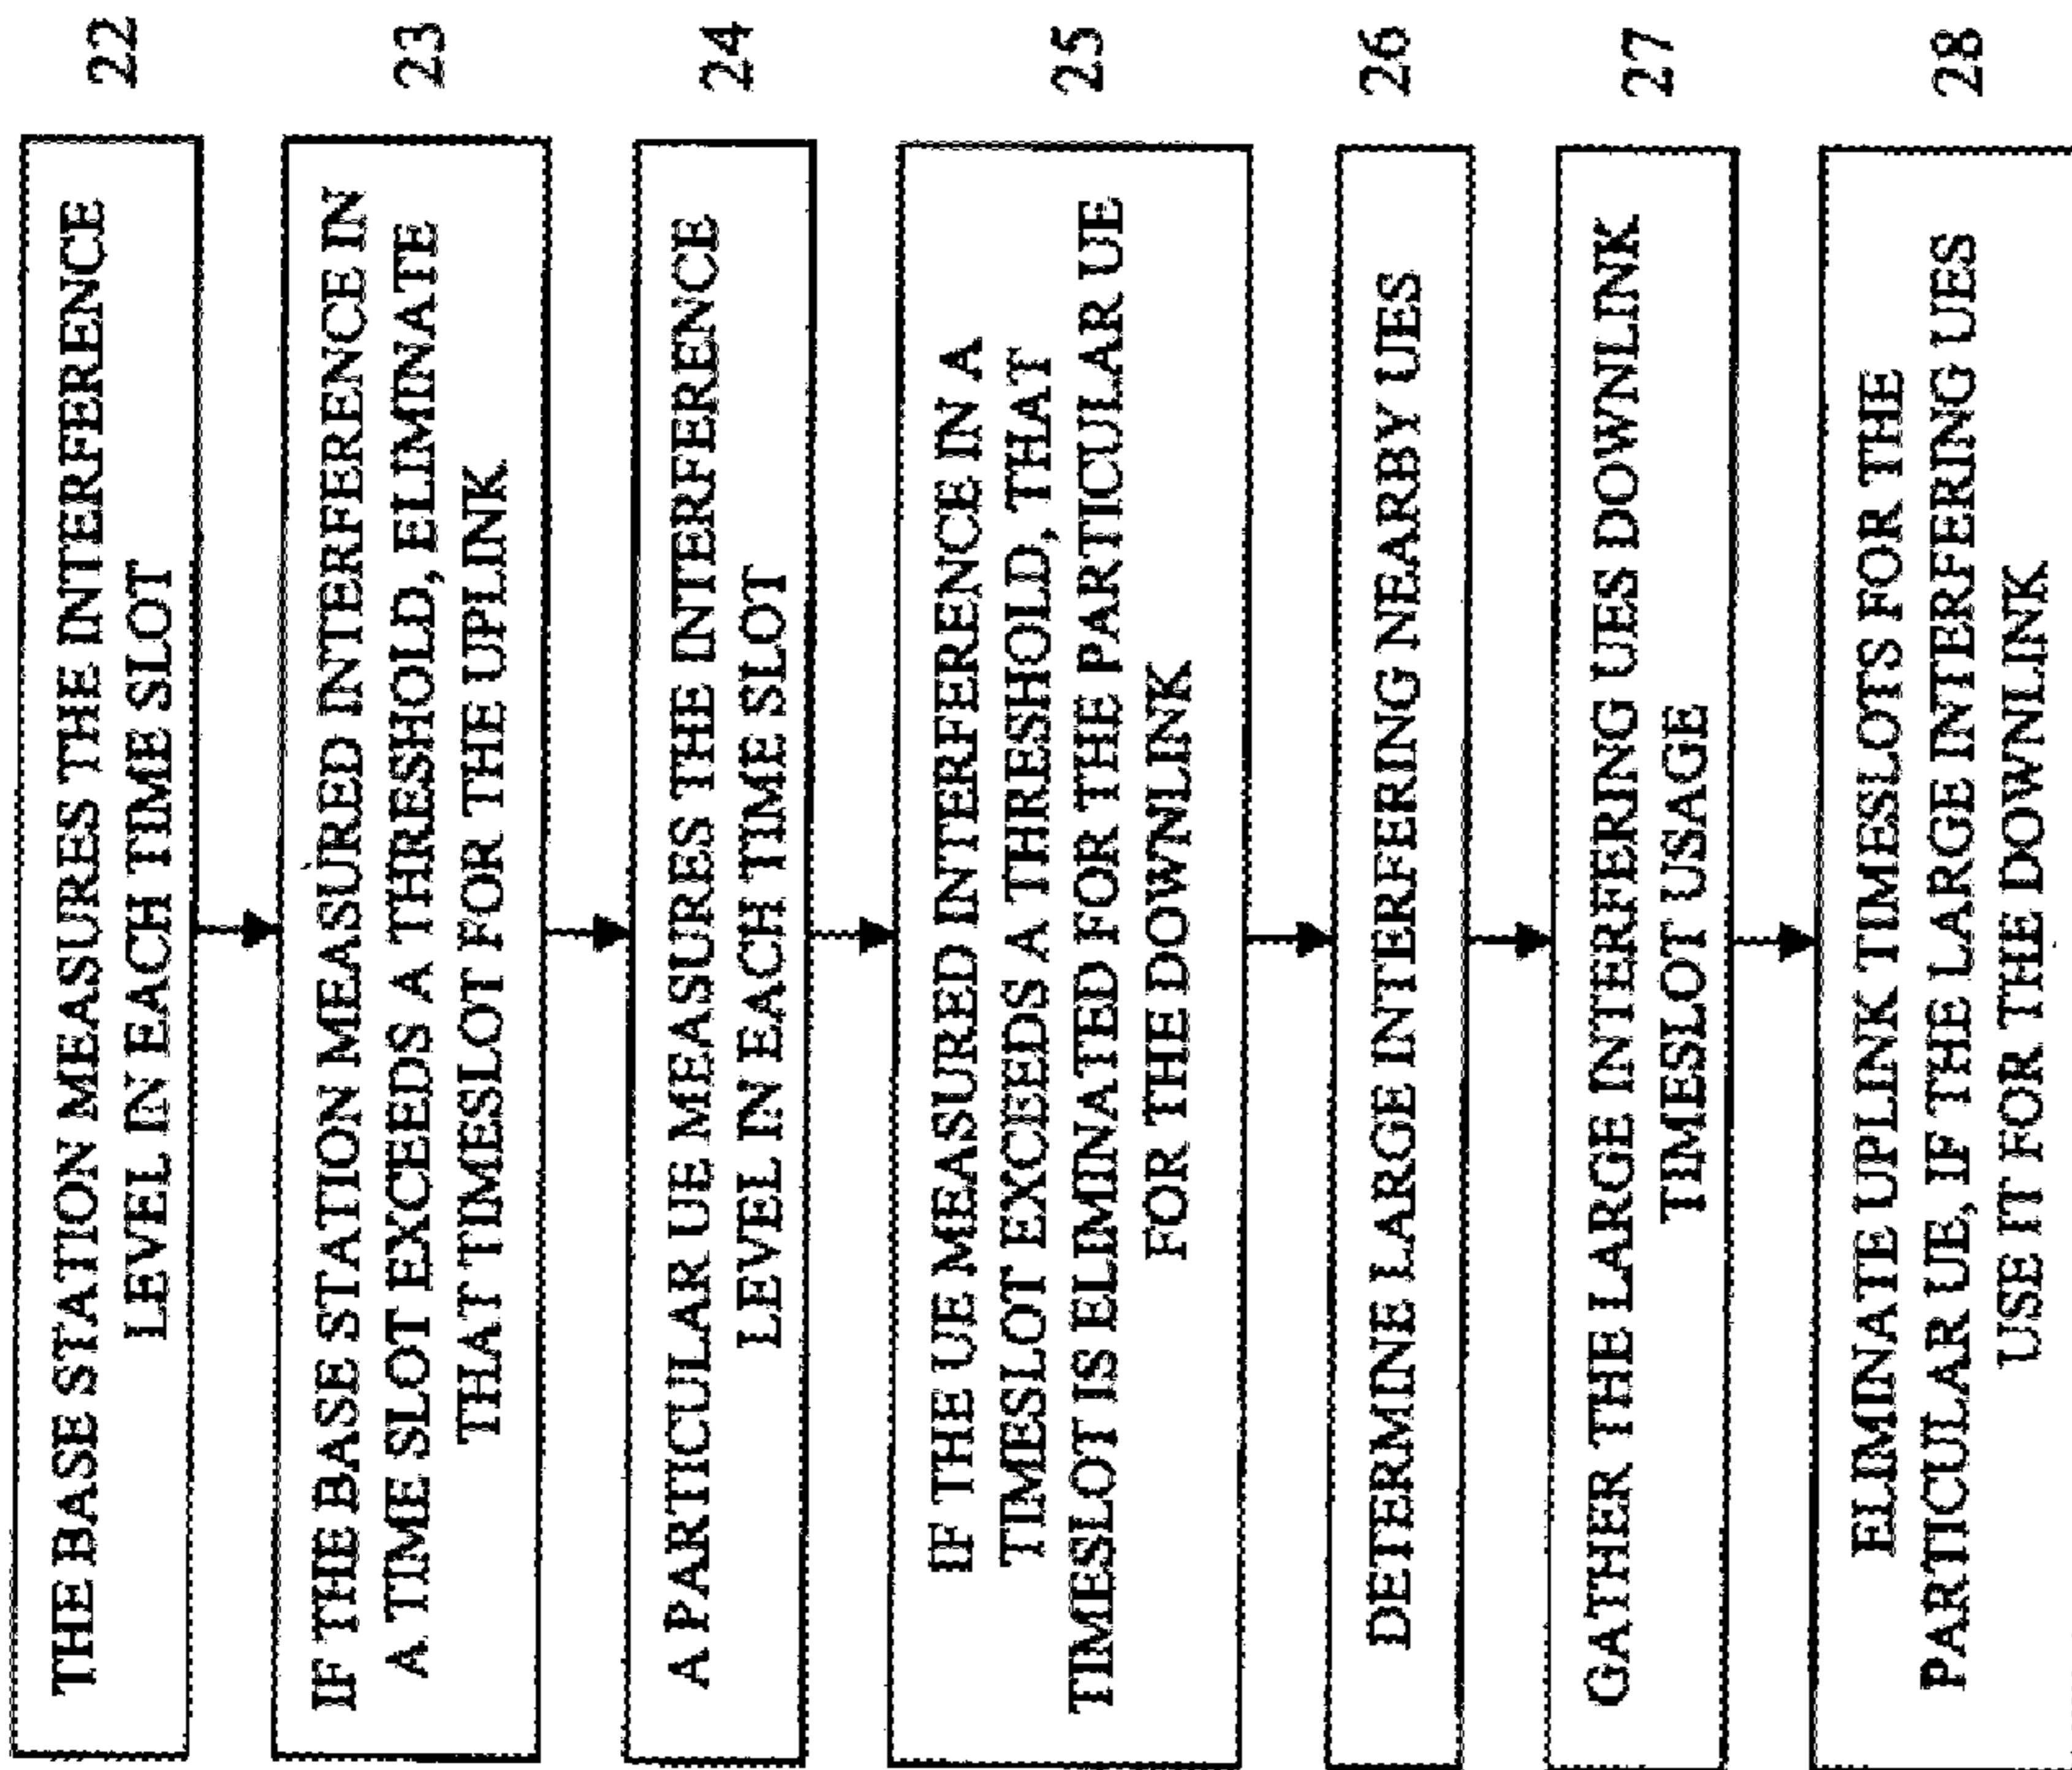 THE BASE STATION MEASURES THE INTERFERENCE
LEVEL IN EACH TIME SLOT
22
IF THE BASE STATION MEASURED INTERFERENCE IN
A TIME SLOT EXCEEDS A THRESHOLD, ELIMINATE
THAT TIMESLOT FOR THE UPLINK
23
A PARTICULAR UE MEASURES THE INTERFERENCE
LEVEL IN EACH TIME SLOT
24
IF THE UE MEASURED INTERFERENCE IN A
TIMESLOT EXCEEDS A THRESHOLD, THAT
TIMESLOT IS ELIMINATED FOR THE PARTICULAR UE
FOR THE DOWNLINK
25
DETERMINE LARGE INTERFERING NEARBY UES
26
GATHER THE LARGE INTERFERING UES DOWNLINK
TIMESLOT USAGE
27
ELIMINATE UPLINK TIMESLOTS FOR THE
PARTICULAR UE, IF THE LARGE INTERFERING UES
USE IT FOR THE DOWNLINK
28